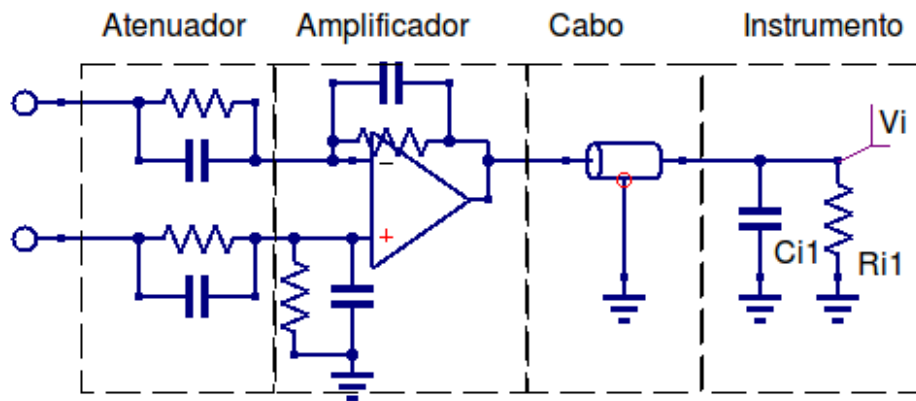 Atenuador Amplificador Cabo Instrumento
Vi
−
+
Ci1
Ri1